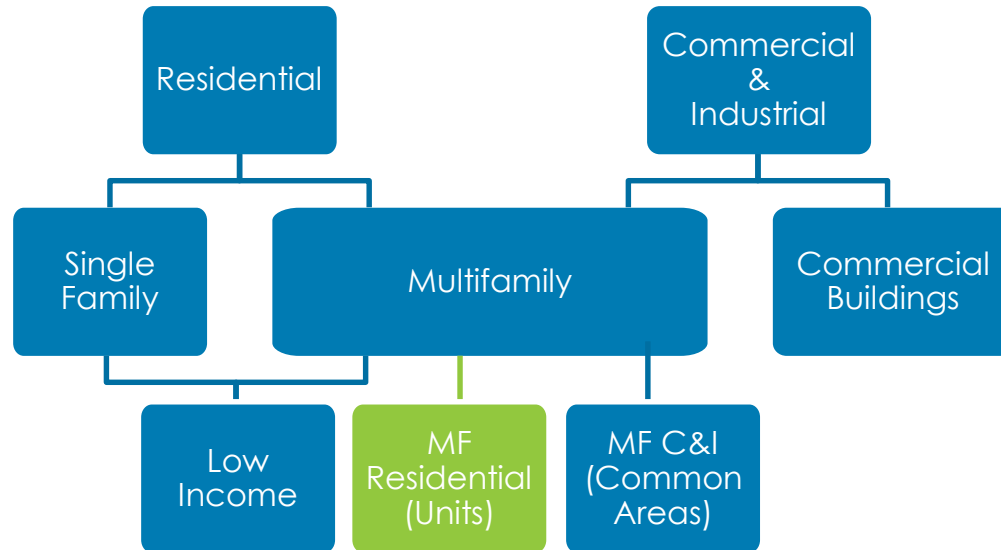 Residential
Commercial
&
Industrial
Single
Family
Multifamily
Commercial
Buildings
Low
Income
MF
Residential
(Units)
MF C&I
(Common
Areas)